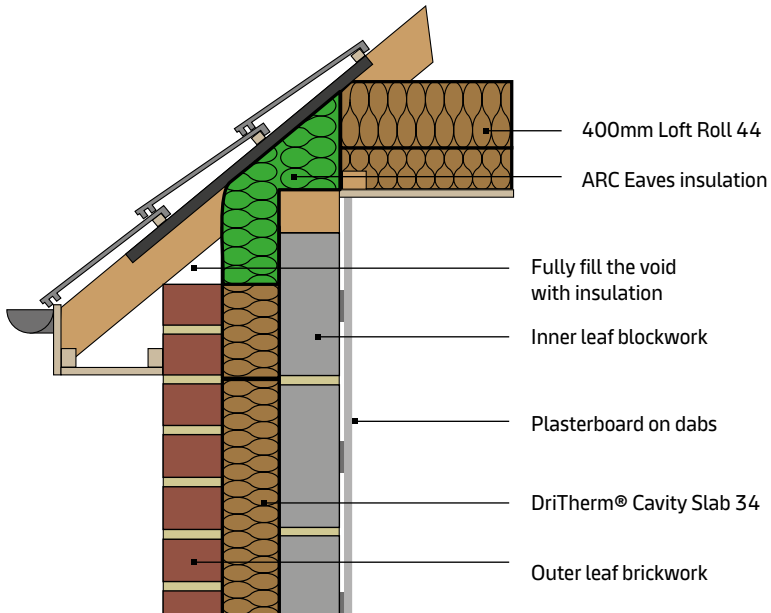 400mm Loft Roll 44
ARC Eaves insulation
Fully fill the void
with insulation
Inner leaf blockwork
Plasterboard on dabs
DriTherm® Cavity Slab 34
Outer leaf brickwork